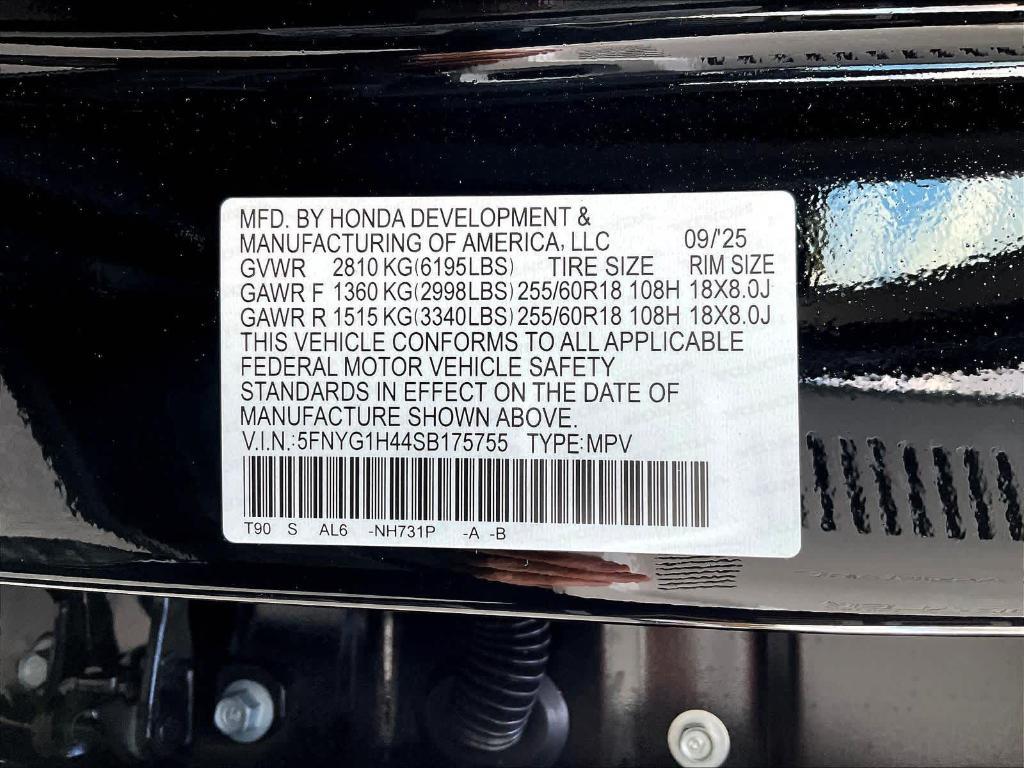 MFD. BY HONDA DEVELOPMENT &
MANUFACTURING OF AMERICA, LLC 09/'25
GVWR 2810 KG(6195LBS) TIRE SIZE RIM SIZE
GAWR F 1360 KG(2998LBS) 255/60R18 108H 18X8.0J
GAWR R 1515 KG(3340LBS) 255/60R18 108H 18X8.0J
THIS VEHICLE CONFORMS TO ALL APPLICABLE
FEDERAL MOTOR VEHICLE SAFETY
STANDARDS IN EFFECT ON THE DATE OF
MANUFACTURE SHOWN ABOVE.
V.I.N.:5FNYG1H44SB175755 TYPE:MPV
T90 S AL6 -NH731P -A -B